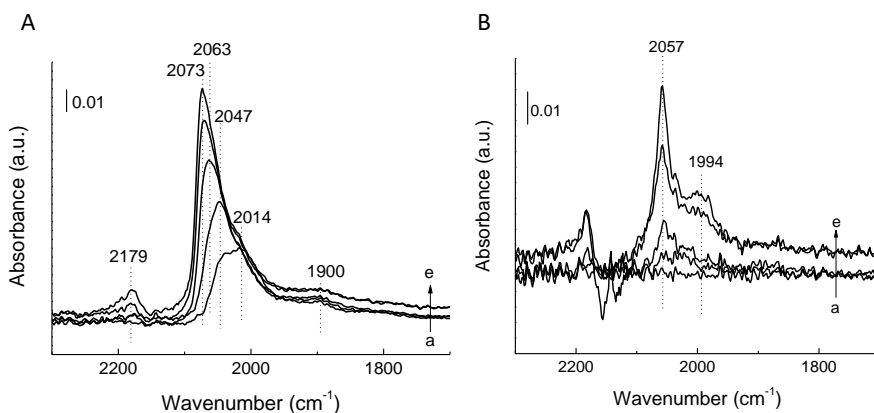 A
2063
2073
0.01
2047
2014
2179
1900
e
a
2200
2000
1800
Absorbance (a.u.)
Wavenumber (cm⁻¹)
B
2057
0.01
1994
e
a
2200
2000
1800
Absorbance (a.u.)
Wavenumber (cm⁻¹)